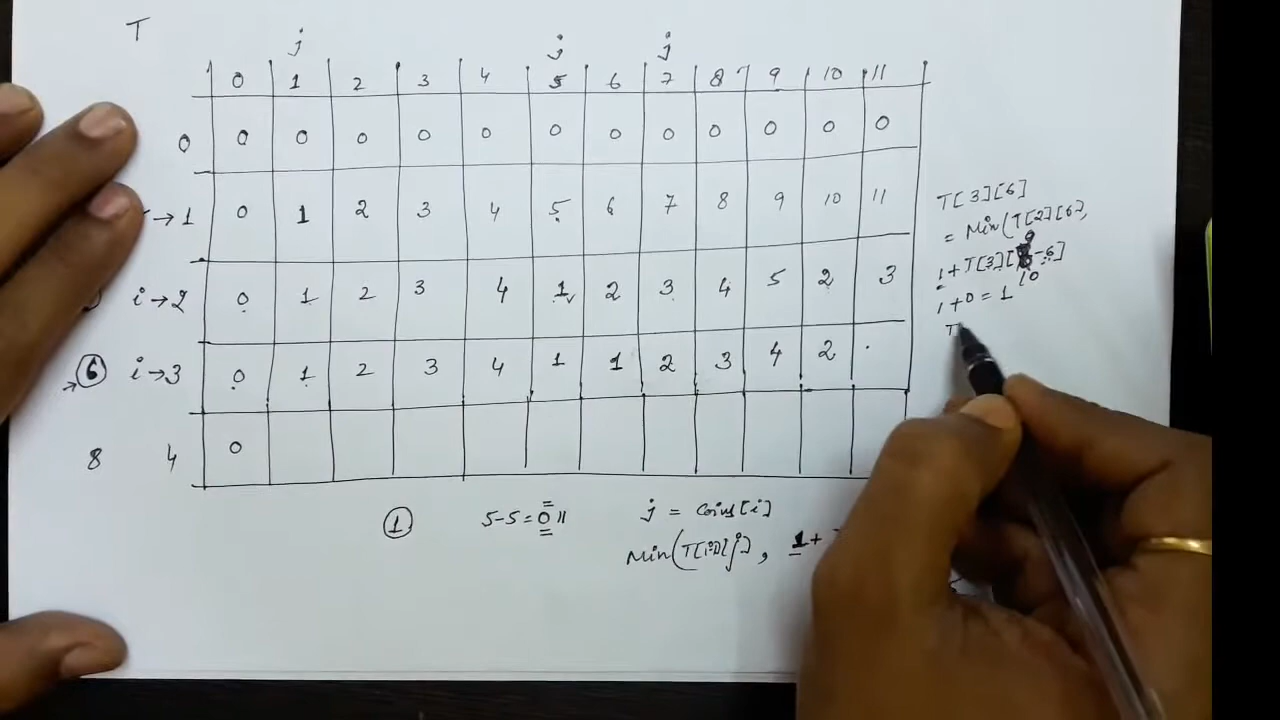 T
j j j
0 1 2 3 4 5 6 7 8 9 10 11
0 0 0 0 0 0 0 0 0 0 0 0 0
→1 0 1 2 3 4 5 6 7 8 9 10 11
i→2 0 1 2 3 4 1 2 3 4 5 2 3
→ 6 i→3 0 1 2 3 4 1 1 2 3 4 2 .
8 4 0
T[3][6]
= Min(T[2][6],
9
1+T[3][ -6]
10
1+0=1
T
1 5-5=0 j = Coins[i]
Min( , 1+